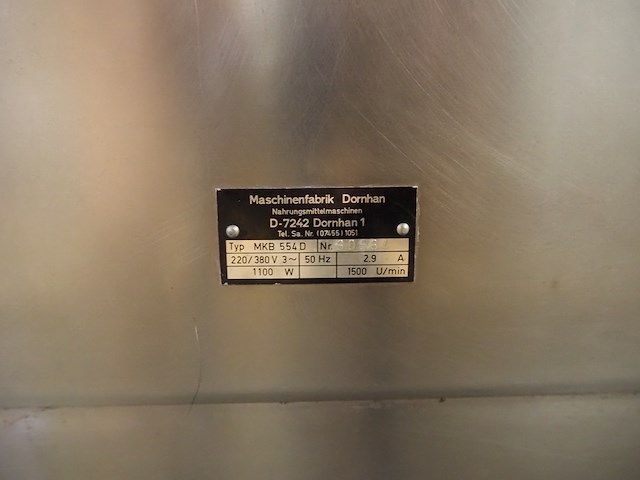 Maschinenfabrik Dornhan
Nahrungsmittelmaschinen
D-7242 Dornhan 1
Tel. Sa. Nr. (07455) 1051
Typ MKB 554 D Nr.
220/380 V 3~ 50 Hz 2,9 A
1100 W 1500 U/min